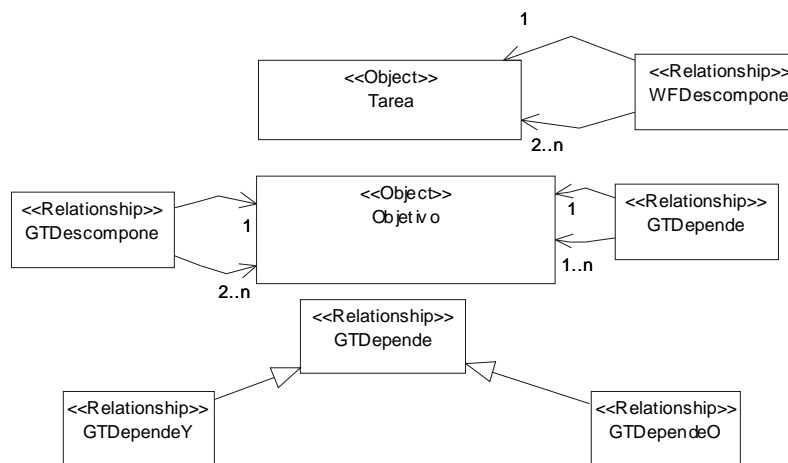 1
<<Object>>
Tarea
<<Relationship>>
WFDescompone
2..n
<<Relationship>>
GTDescompone
1
2..n
<<Object>>
Objetivo
1
1..n
<<Relationship>>
GTDepende
<<Relationship>>
GTDepende
<<Relationship>>
GTDependeY
<<Relationship>>
GTDependeO